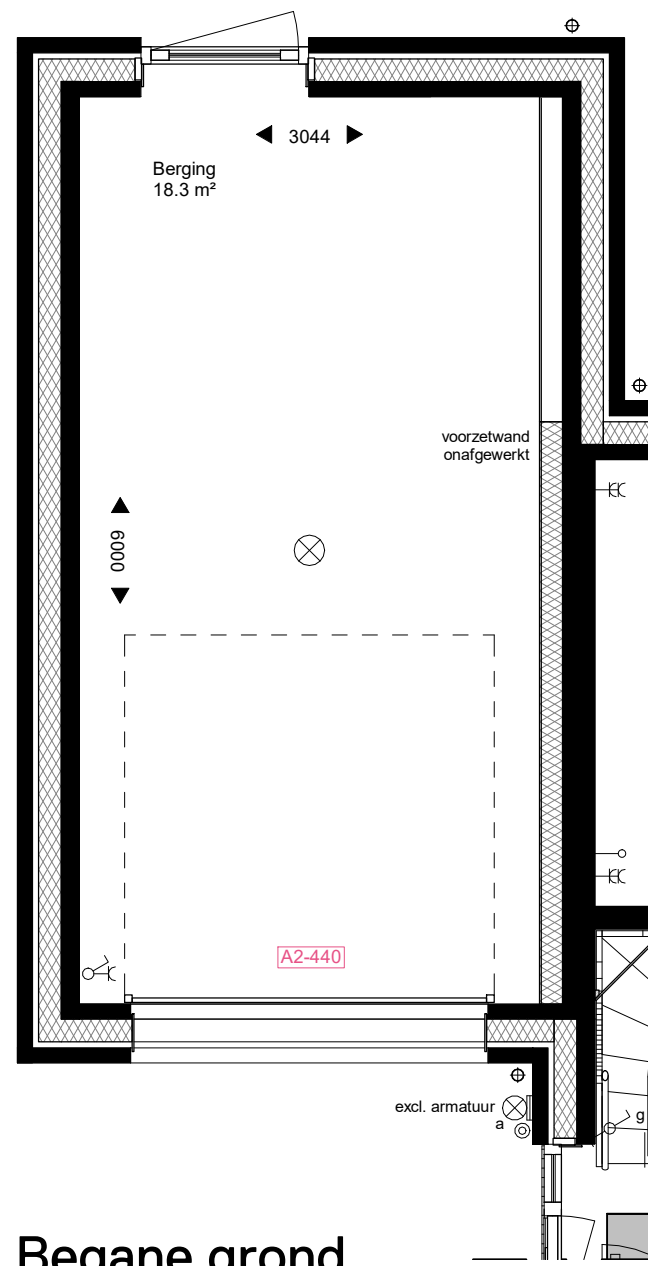 3044
Berging
18.3 m²
voorzetwand
onafgewerkt
6000
A2-440
excl. armatuur
a
g
Begane grond